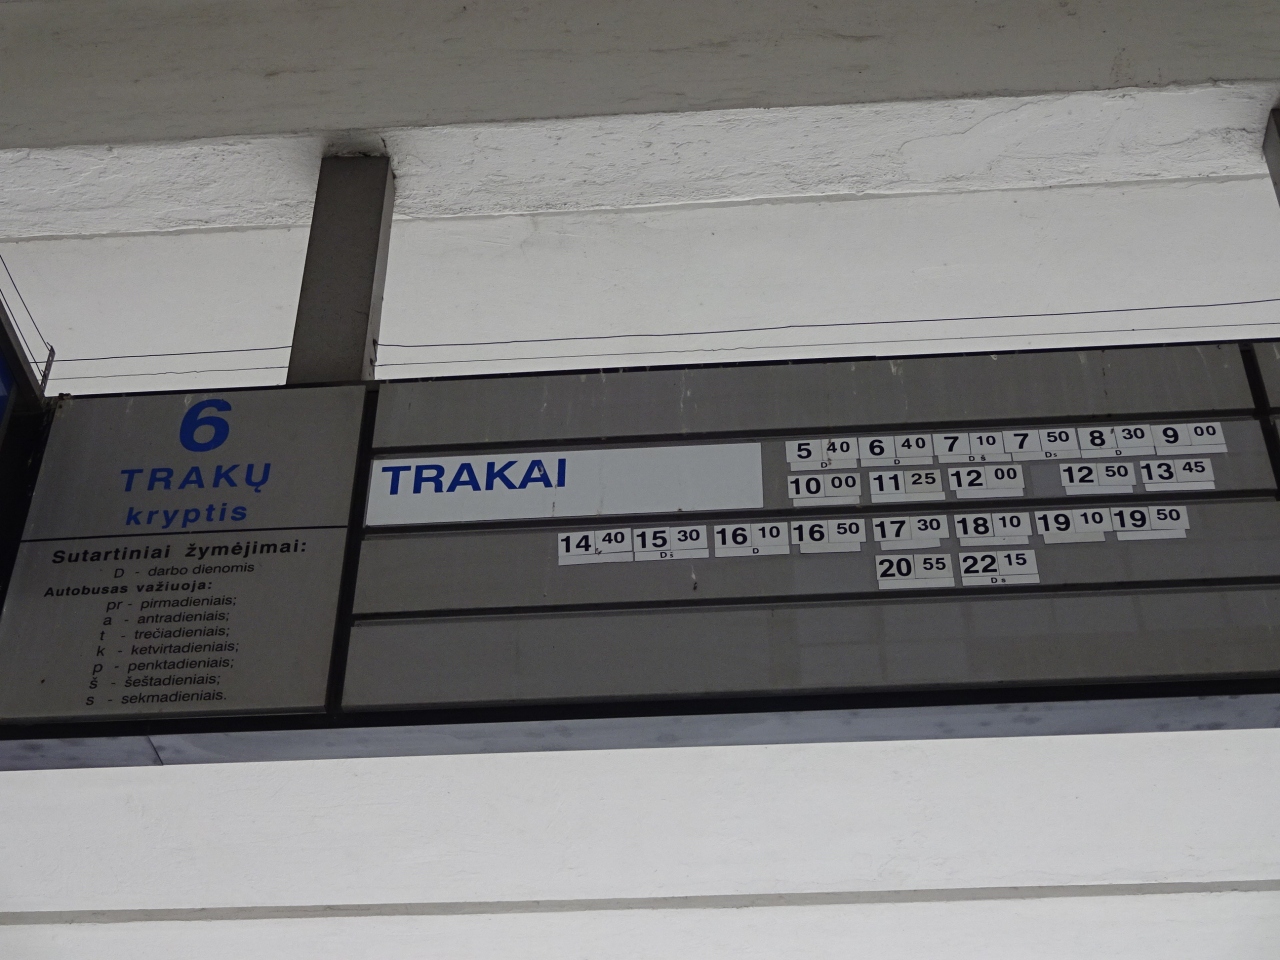 6
TRAKŲ
kryptis
Sutartiniai žymėjimai:
D - darbo dienomis
Autobusas važiuoja:
pr - pirmadieniais;
a - antradieniais;
t - trečiadieniais;
k - ketvirtadieniais;
p - penktadieniais;
š - šeštadieniais;
s - sekmadieniais.
TRAKAI
5 40 6 40 7 10 7 50 8 30 9 00
D D D š D s D
10 00 11 25 12 00 12 50 13 45
14 40 15 30 16 10 16 50 17 30 18 10 19 10 19 50
D š D
20 55 22 15
D s